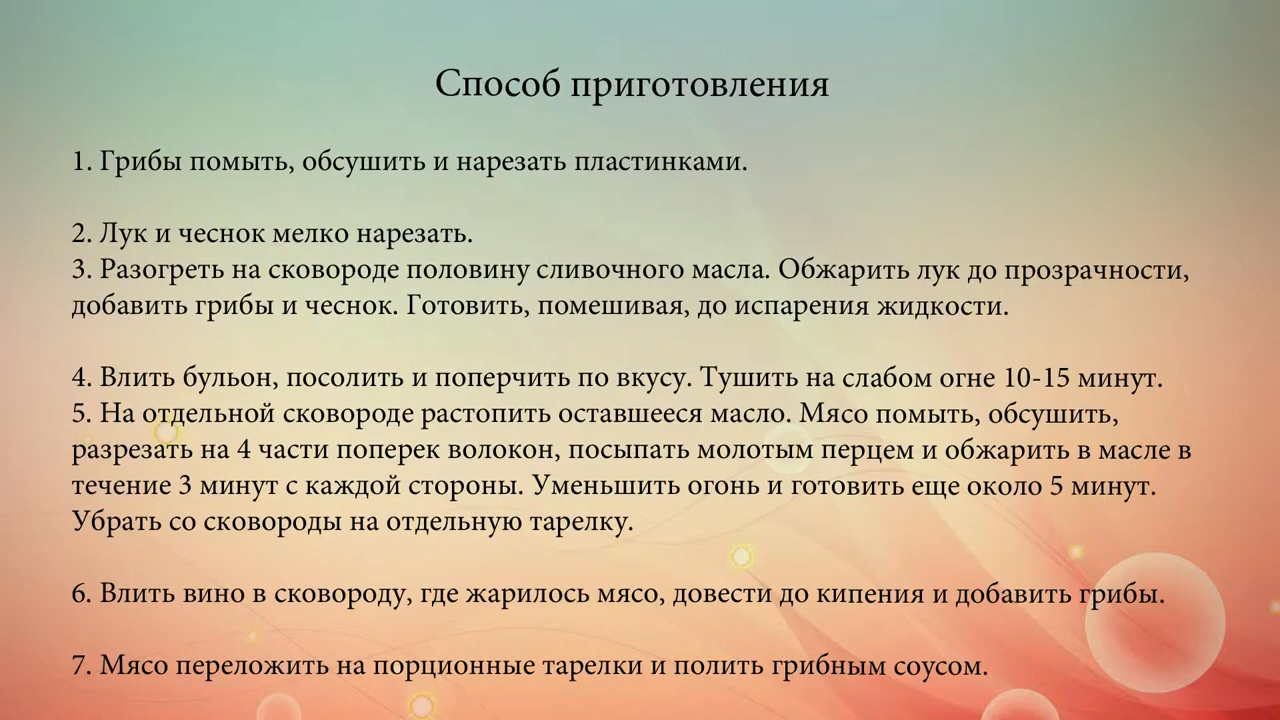 Способ приготовления
1. Грибы помыть, обсушить и нарезать пластинками.
2. Лук и чеснок мелко нарезать.
3. Разогреть на сковороде половину сливочного масла. Обжарить лук до прозрачности,
добавить грибы и чеснок. Готовить, помешивая, до испарения жидкости.
4. Влить бульон, посолить и поперчить по вкусу. Тушить на слабом огне 10-15 минут.
5. На отдельной сковороде растопить оставшееся масло. Мясо помыть, обсушить,
разрезать на 4 части поперек волокон, посыпать молотым перцем и обжарить в масле в
течение 3 минут с каждой стороны. Уменьшить огонь и готовить еще около 5 минут.
Убрать со сковороды на отдельную тарелку.
6. Влить вино в сковороду, где жарилось мясо, довести до кипения и добавить грибы.
7. Мясо переложить на порционные тарелки и полить грибным соусом.